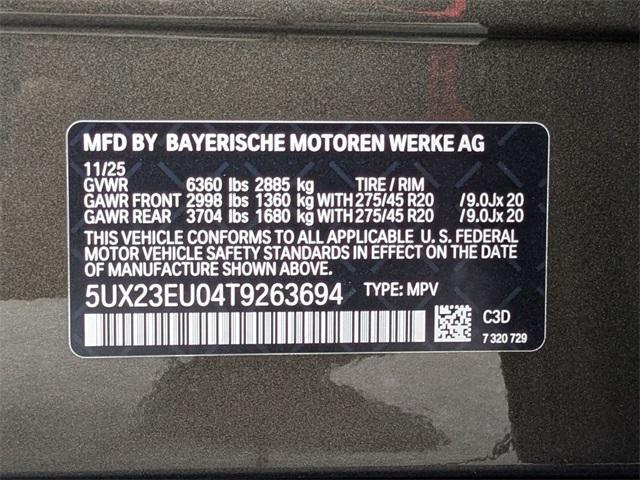 MFD BY BAYERISCHE MOTOREN WERKE AG
11/25
GVWR 6360 lbs 2885 kg TIRE / RIM
GAWR FRONT 2998 lbs 1360 kg WITH 275/45 R20 /9.0Jx 20
GAWR REAR 3704 lbs 1680 kg WITH 275/45 R20 /9.0Jx 20
THIS VEHICLE CONFORMS TO ALL APPLICABLE U. S. FEDERAL
MOTOR VEHICLE SAFETY STANDARDS IN EFFECT ON THE DATE
OF MANUFACTURE SHOWN ABOVE.
5UX23EU04T9263694 TYPE: MPV
C3D
7 320 729